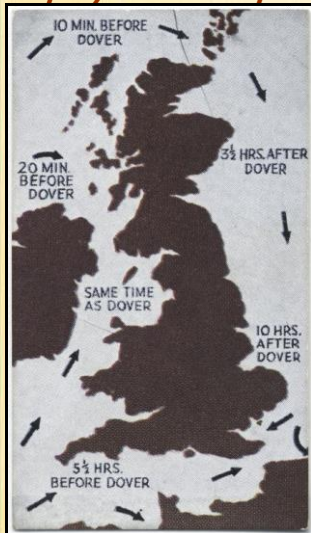 10 MIN. BEFORE
DOVER
3½ HRS. AFTER
DOVER
20 MIN.
BEFORE
DOVER
SAME TIME
AS DOVER
10 HRS.
AFTER
DOVER
5½ HRS.
BEFORE DOVER